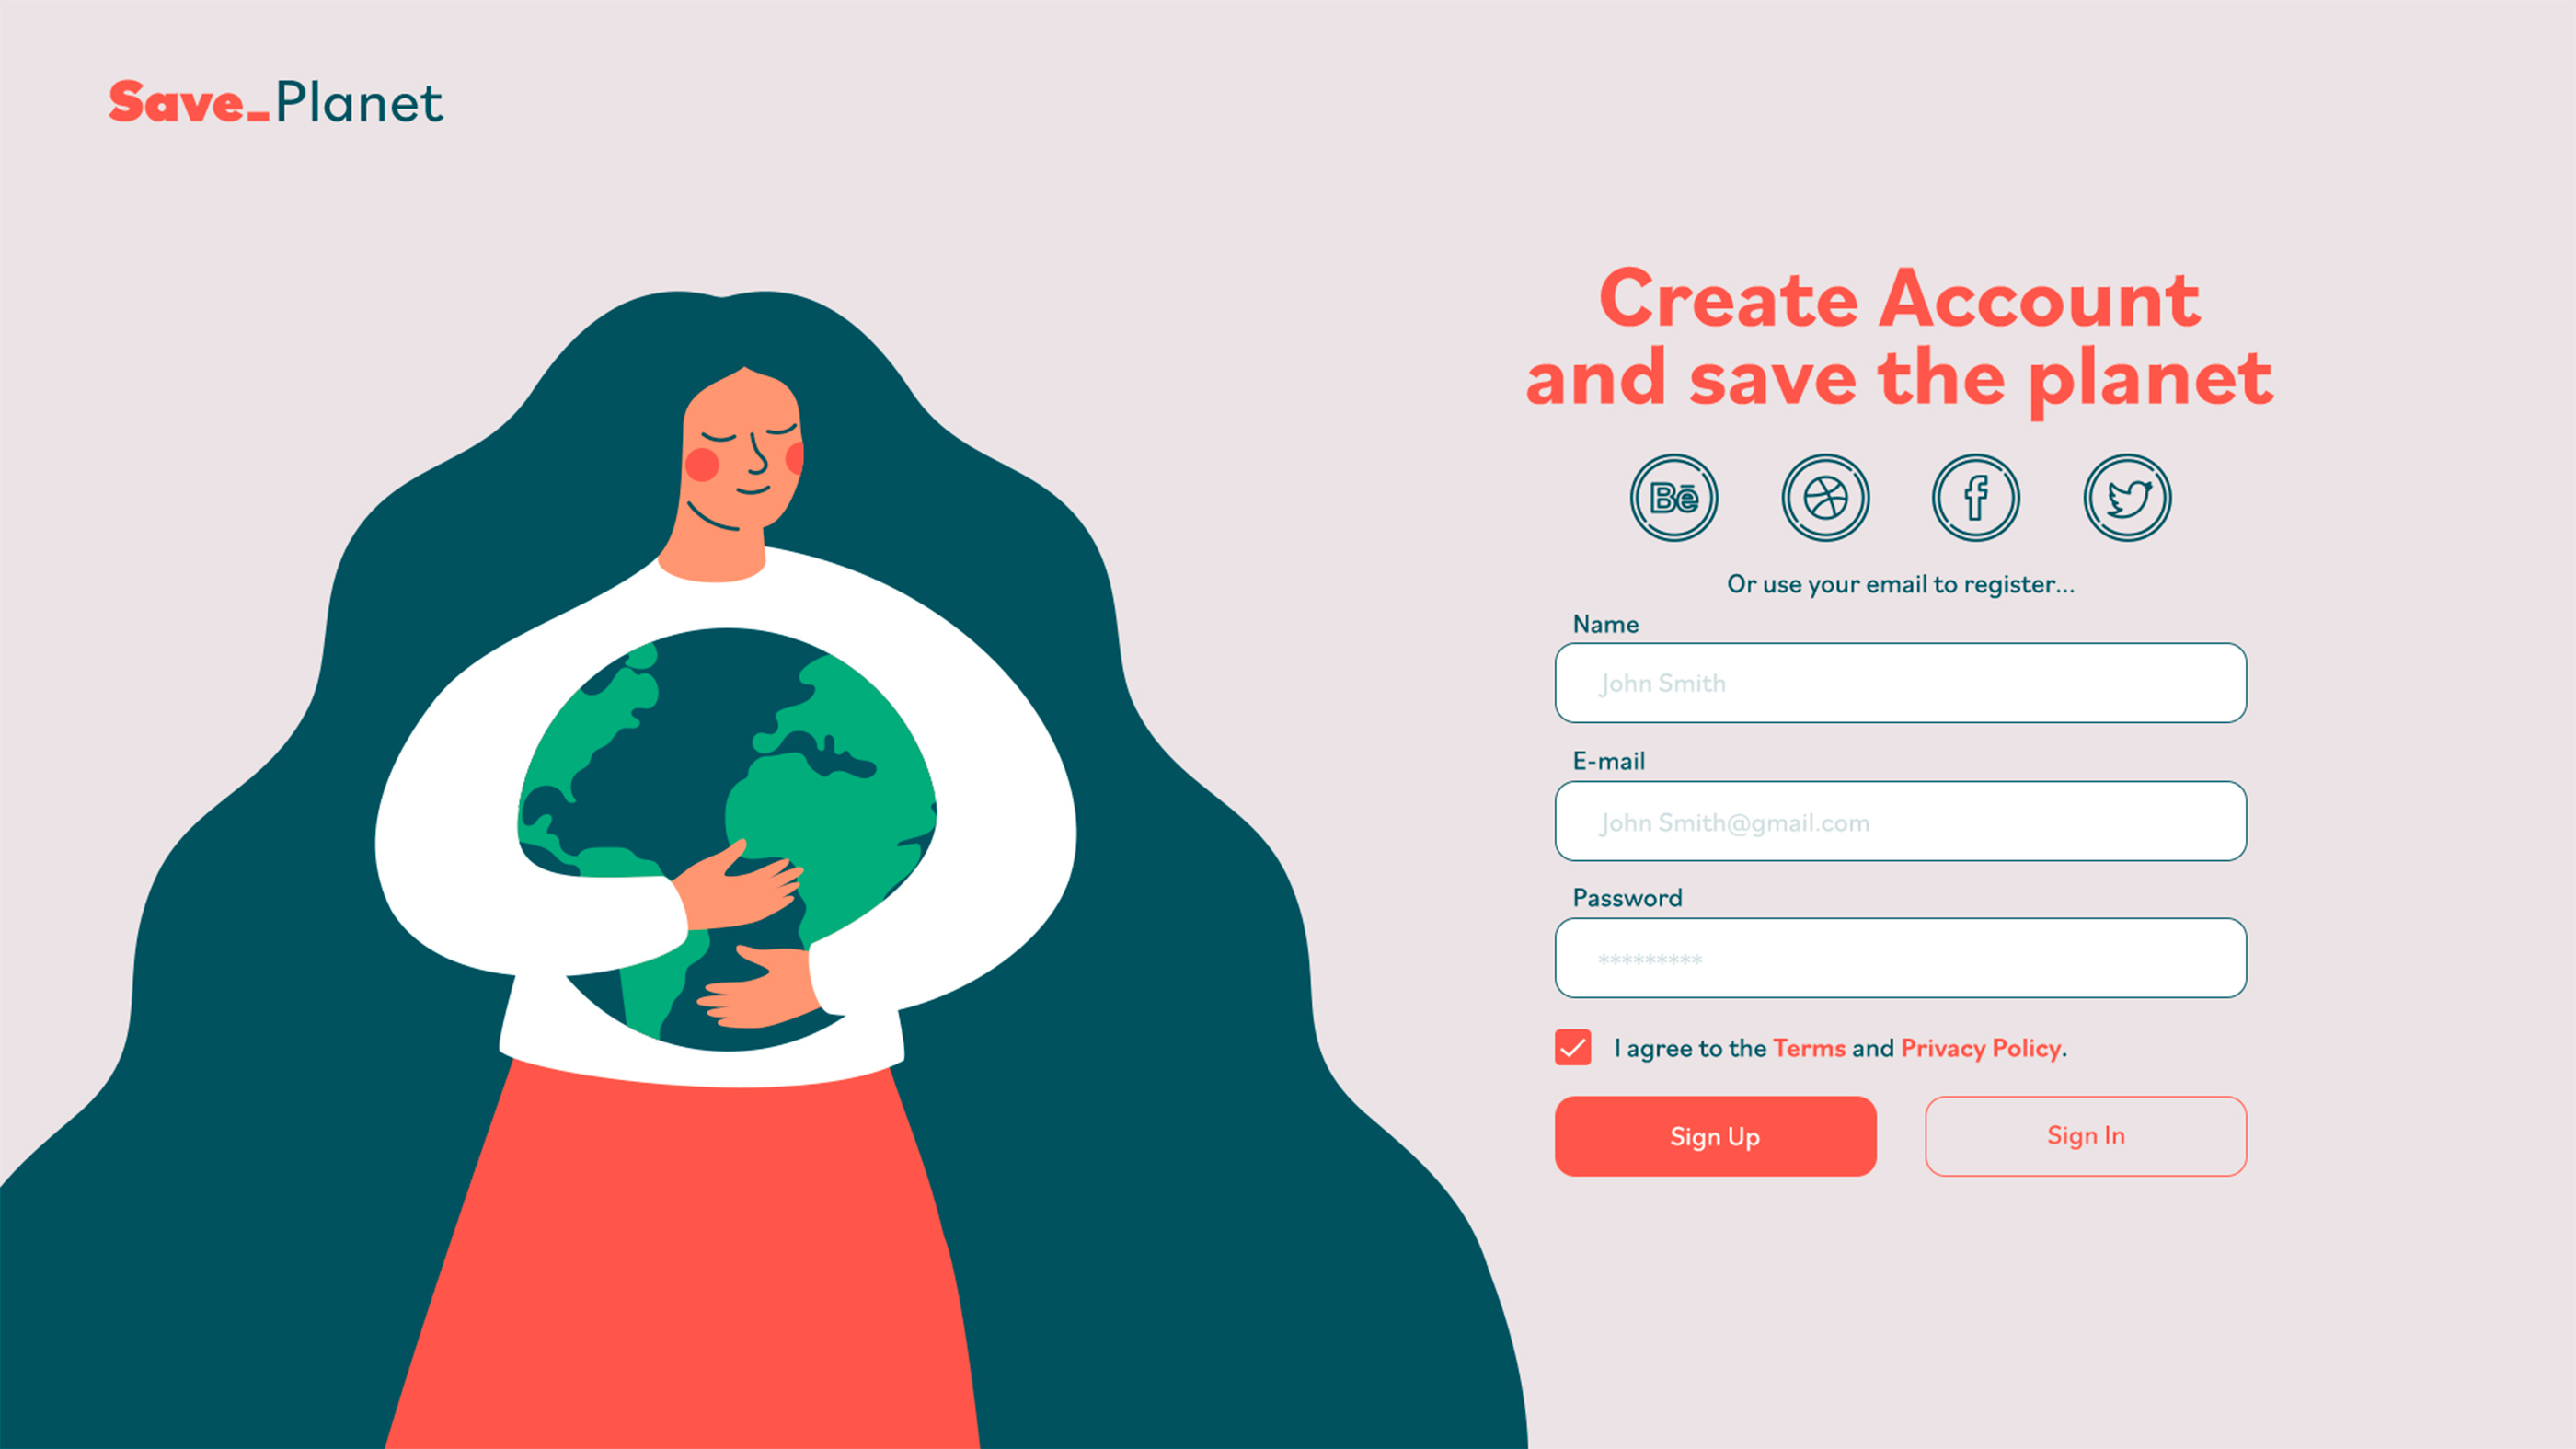 Save_Planet
Create Account
and save the planet
Bē
f
Or use your email to register...
Name
John Smith
E-mail
John Smith@gmail.com
Password
*********
I agree to the Terms and Privacy Policy.
Sign Up
Sign In